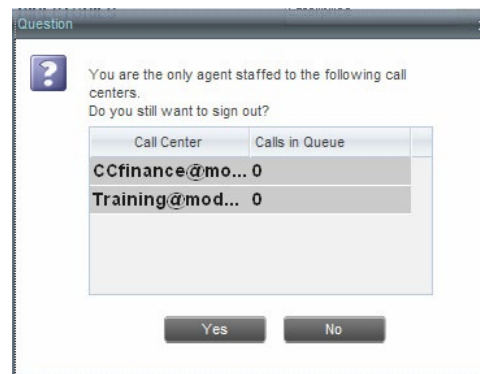 Question
You are the only agent staffed to the following call
centers.
Do you still want to sign out?
Call Center Calls in Queue
CCfinance@mo... 0
Training@mod... 0
Yes No